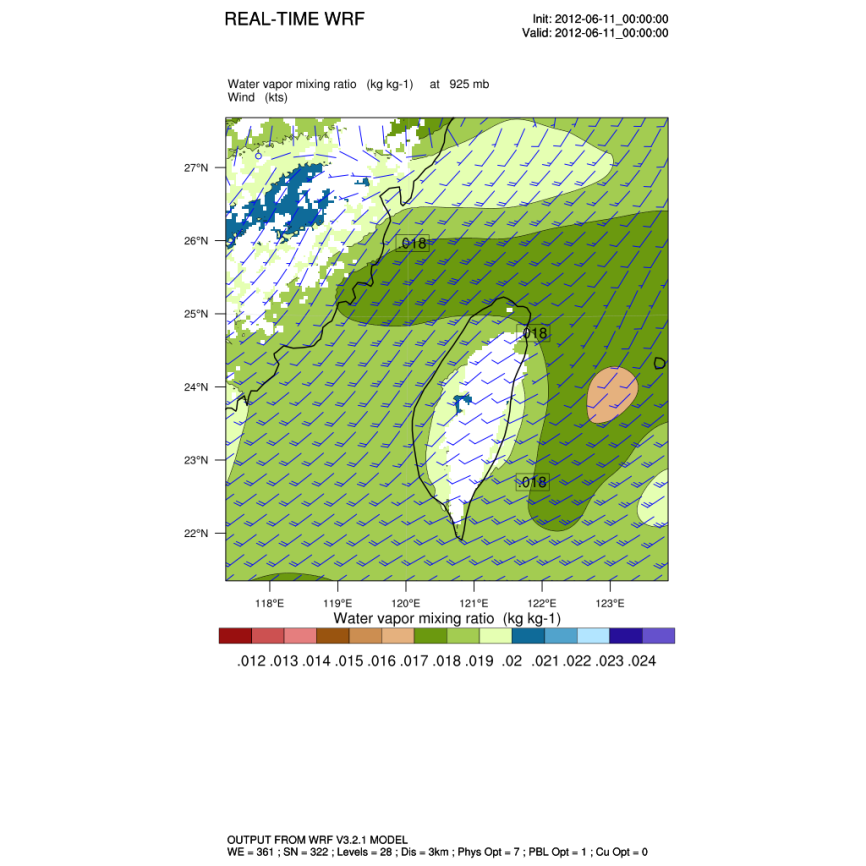 REAL-TIME WRF
Init: 2012-06-11_00:00:00
Valid: 2012-06-11_00:00:00
Water vapor mixing ratio (kg kg-1) at 925 mb
Wind (kts)
27°N
26°N
25°N
24°N
23°N
22°N
.018
.018
.018
118°E 119°E 120°E 121°E 122°E 123°E
Water vapor mixing ratio (kg kg-1)
.012 .013 .014 .015 .016 .017 .018 .019 .02 .021 .022 .023 .024
OUTPUT FROM WRF V3.2.1 MODEL
WE = 361 ; SN = 322 ; Levels = 28 ; Dis = 3km ; Phys Opt = 7 ; PBL Opt = 1 ; Cu Opt = 0